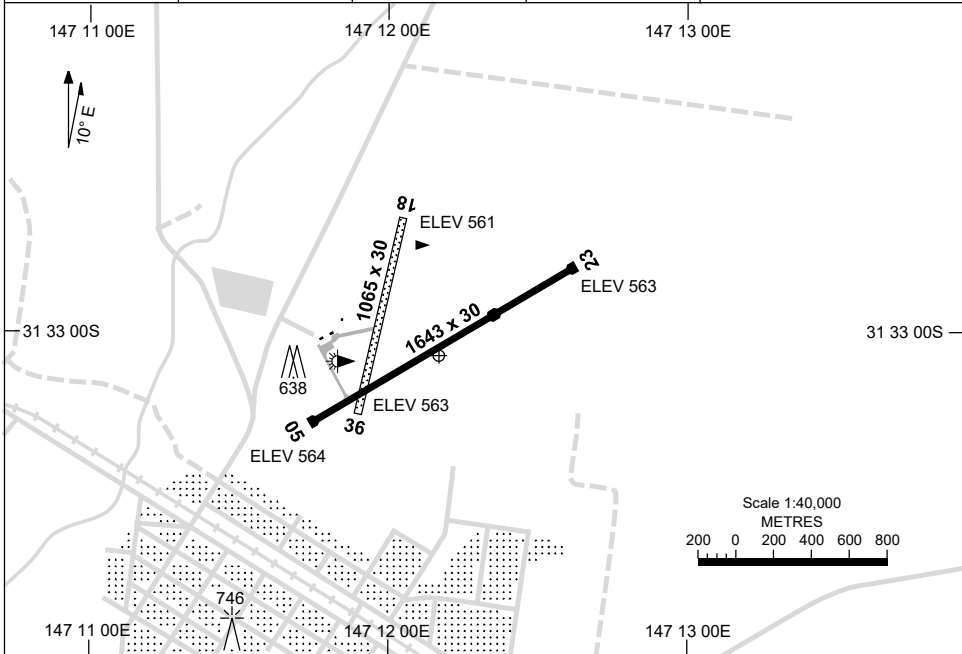 147 11 00E
147 12 00E
147 13 00E
10° E
18
ELEV 561
1065 x 30
23
ELEV 563
1643 x 30
31 33 00S
31 33 00S
638
ELEV 563
36
05
ELEV 564
Scale 1:40,000
METRES
200 0 200 400 600 800
746
147 11 00E
147 12 00E
147 13 00E